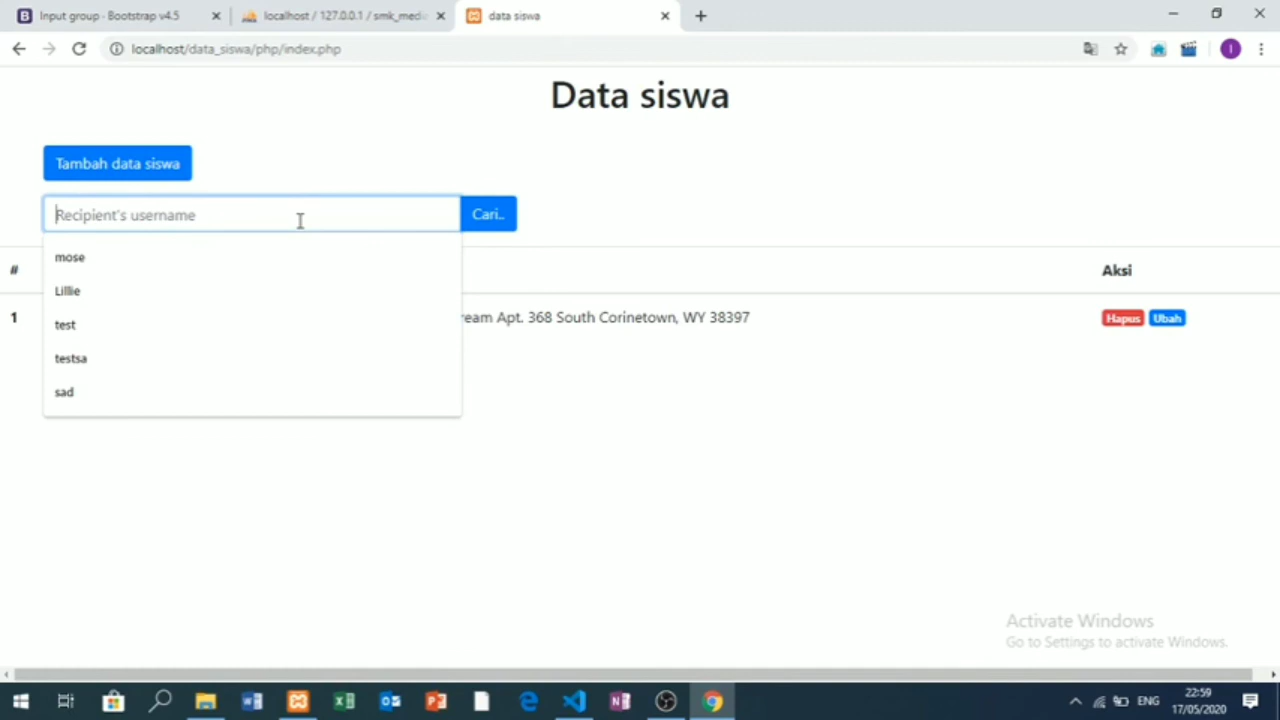 Input group · Bootstrap v4.5
localhost / 127.0.0.1 / smk_medi
data siswa
localhost/data_siswa/php/index.php
I
Data siswa
Tambah data siswa
Recipient's username
Cari..
mose
Lillie
test
testsa
sad
# Aksi
1 ream Apt. 368 South Corinetown, WY 38397 Hapus Ubah
Activate Windows
Go to Settings to activate Windows.
ENG
22:59
17/05/2020